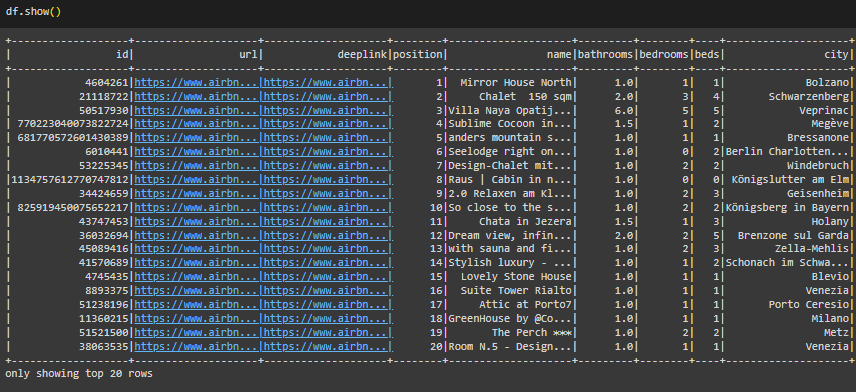 df.show()
+-------------------+--------------------+--------------------+--------+--------------------+---------+--------+----+--------------------+
|                 id|                 url|            deeplink|position|                name|bathrooms|bedrooms|beds|                city|
+-------------------+--------------------+--------------------+--------+--------------------+---------+--------+----+--------------------+
|            4604261|https://www.airbn...|https://www.airbn...|       1|   Mirror House North|      1.0|       1|   1|             Bolzano|
|           21118722|https://www.airbn...|https://www.airbn...|       2|      Chalet  150 sqm|      2.0|       3|   4|        Schwarzenberg|
|           50517930|https://www.airbn...|https://www.airbn...|       3|Villa Naya Opatij...|      6.0|       5|   5|             Veprinac|
| 770223040073822724|https://www.airbn...|https://www.airbn...|       4|Sublime Cocoon in...|      1.5|       1|   2|               Megève|
| 681770572601430389|https://www.airbn...|https://www.airbn...|       5|anders mountain s...|      1.0|       1|   1|           Bressanone|
|            6010441|https://www.airbn...|https://www.airbn...|       6|Seelodge right on...|      1.0|       0|   2|Berlin Charlotten...|
|           53225345|https://www.airbn...|https://www.airbn...|       7|Design-Chalet mit...|      1.0|       2|   2|           Windebruch|
|1134757612770747812|https://www.airbn...|https://www.airbn...|       8|Raus | Cabin in n...|      1.0|       0|   0|  Königslutter am Elm|
|           34424659|https://www.airbn...|https://www.airbn...|       9|2.0 Relaxen am Kl...|      1.0|       2|   3|           Geisenheim|
| 825919450075652217|https://www.airbn...|https://www.airbn...|      10|So close to the s...|      1.0|       2|   2|Königsberg in Bayern|
|           43747453|https://www.airbn...|https://www.airbn...|      11|      Chata in Jezera|      1.5|       1|   3|               Holany|
|           36032694|https://www.airbn...|https://www.airbn...|      12|Dream view, infin...|      2.0|       2|   5|   Brenzone sul Garda|
|           45089416|https://www.airbn...|https://www.airbn...|      13|with sauna and fi...|      1.0|       2|   3|         Zella-Mehlis|
|           41570689|https://www.airbn...|https://www.airbn...|      14|Stylish luxury - ...|      1.0|       2|   2|Schonach im Schwa...|
|            4745435|https://www.airbn...|https://www.airbn...|      15|   Lovely Stone House|      1.0|       1|   1|               Blevio|
|            8893375|https://www.airbn...|https://www.airbn...|      16|   Suite Tower Rialto|      1.0|       1|   1|              Venezia|
|           51238196|https://www.airbn...|https://www.airbn...|      17|      Attic at Porto7|      1.0|       1|   1|        Porto Ceresio|
|           11360215|https://www.airbn...|https://www.airbn...|      18|GreenHouse by @Co...|      1.0|       1|   1|               Milano|
|           51521500|https://www.airbn...|https://www.airbn...|      19|        The Perch ***|      1.0|       2|   2|                 Metz|
|           38063535|https://www.airbn...|https://www.airbn...|      20|Room N.5 - Design...|      1.0|       1|   1|              Venezia|
+-------------------+--------------------+--------------------+--------+--------------------+---------+--------+----+--------------------+
only showing top 20 rows